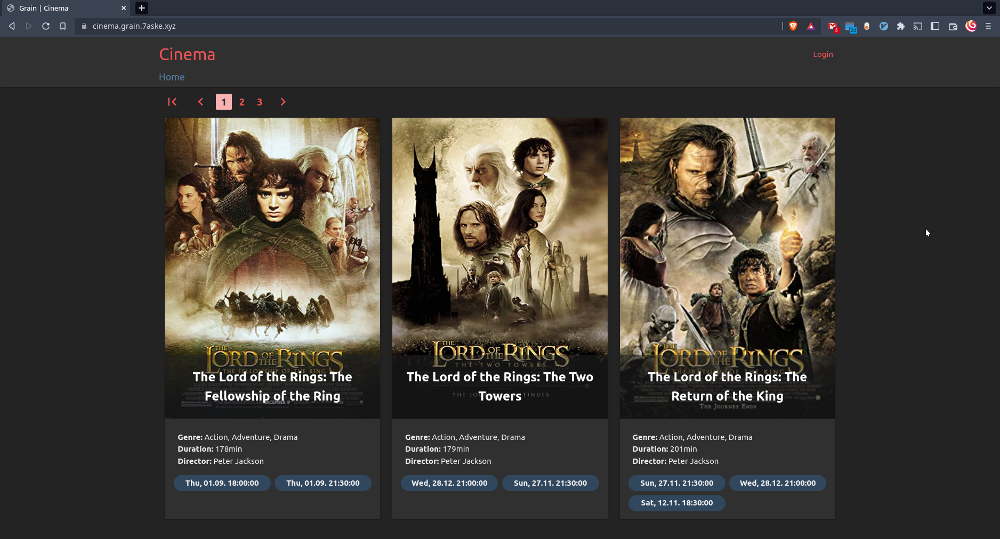 Grain | Cinema
cinema.grain.7aske.xyz
8
2d
Cinema
Login
Home
1 2 3
THE LORD OF THE RINGS
THE FELLOWSHIP OF THE RING
The Lord of the Rings: The
Fellowship of the Ring
DECEMBER 19
Genre: Action, Adventure, Drama
Duration: 178min
Director: Peter Jackson
Thu, 01.09. 18:00:00
Thu, 01.09. 21:30:00
THE LORD OF THE RINGS
THE TWO TOWERS
The Lord of the Rings: The Two
Towers
Genre: Action, Adventure, Drama
Duration: 179min
Director: Peter Jackson
Wed, 28.12. 21:00:00
Sun, 27.11. 21:30:00
THE LORD OF THE RINGS
THE RETURN OF THE KING
The Lord of the Rings: The
Return of the King
THE JOURNEY ENDS
Genre: Action, Adventure, Drama
Duration: 201min
Director: Peter Jackson
Sun, 27.11. 21:30:00
Wed, 28.12. 21:00:00
Sat, 12.11. 18:30:00